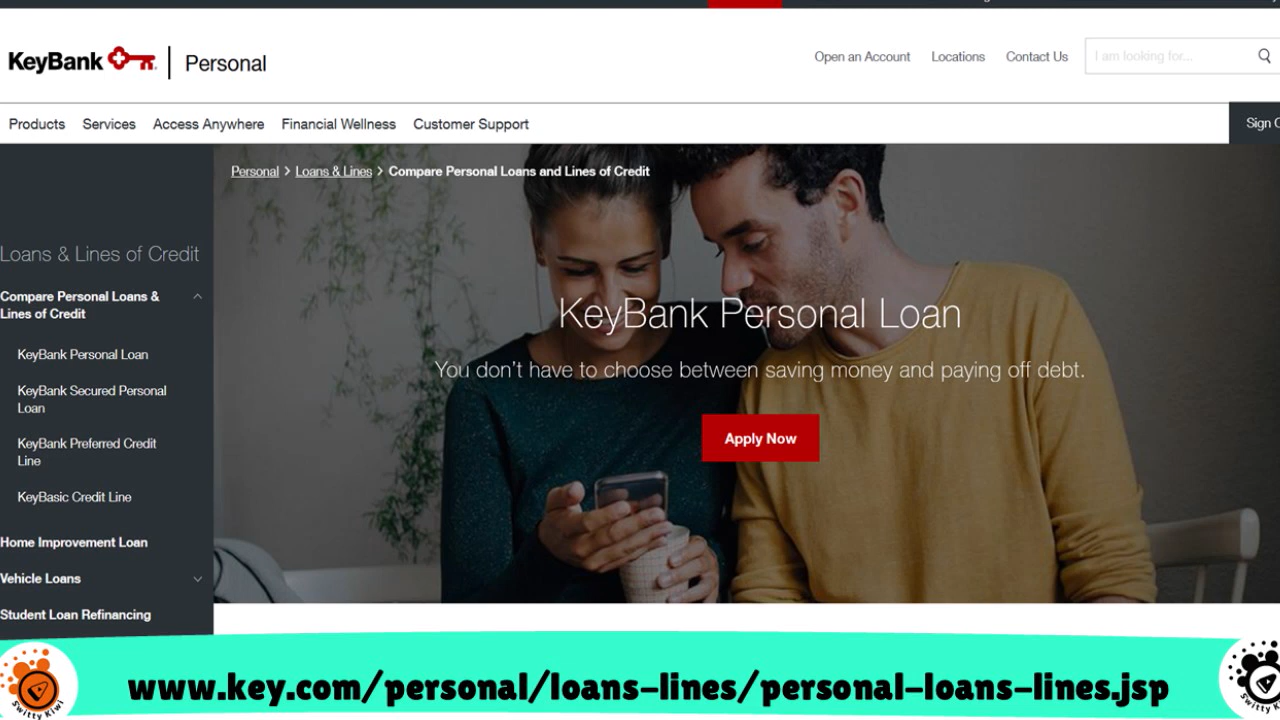 KeyBank
Personal
Open an Account
Locations
Contact Us
I am looking for...
Products
Services
Access Anywhere
Financial Wellness
Customer Support
Sign
Personal > Loans & Lines > Compare Personal Loans and Lines of Credit
Loans & Lines of Credit
Compare Personal Loans &
Lines of Credit
KeyBank Personal Loan
KeyBank Secured Personal
Loan
KeyBank Preferred Credit
Line
KeyBasic Credit Line
Home Improvement Loan
Vehicle Loans
Student Loan Refinancing
KeyBank Personal Loan
You don't have to choose between saving money and paying off debt.
Apply Now
www.key.com/personal/loans-lines/personal-loans-lines.jsp
Switty Kiwi
Switty